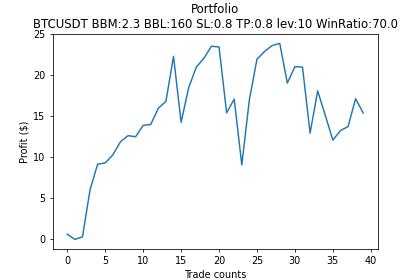 Portfolio
BTCUSDT BBM:2.3 BBL:160 SL:0.8 TP:0.8 lev:10 WinRatio:70.0
25
20
15
10
5
0
Profit ($)
0 5 10 15 20 25 30 35 40
Trade counts